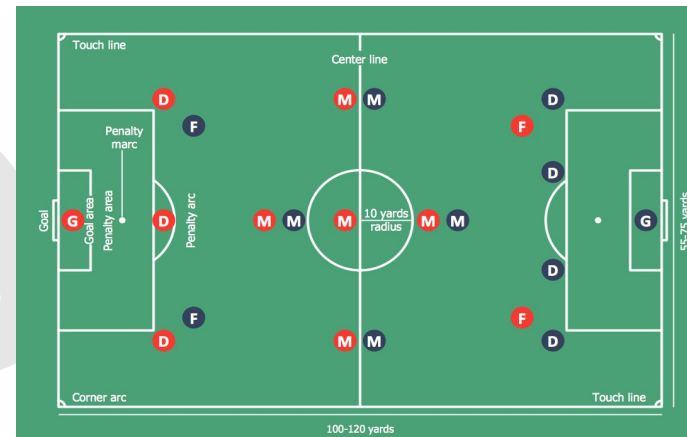 Touch line
Center line
D
M
M
D
F
F
Penalty
marc
D
Goal
G
Goal area
Penalty area
D
Penalty arc
M
M
M
10 yards
radius
M
M
G
55-75 yards
D
F
F
D
M
M
D
D
Corner arc
Touch line
100-120 yards